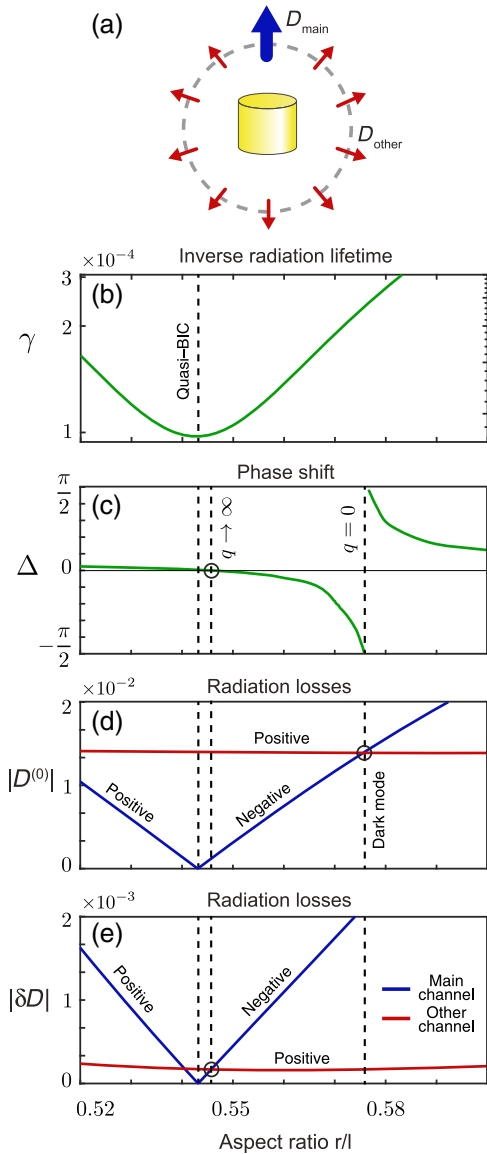 (a)
D_main
D_other
Inverse radiation lifetime
×10⁻⁴
(b)
3
2
1
γ
Quasi–BIC
Phase shift
(c)
π/2
0
−π/2
Δ
q → ∞
q = 0
Radiation losses
×10⁻²
(d)
2
1
0
|D⁽⁰⁾|
Positive
Positive
Negative
Dark mode
Radiation losses
×10⁻³
(e)
2
1
0
|δD|
Positive
Negative
Positive
Main
channel
Other
channel
0.52
0.55
0.58
Aspect ratio r/l